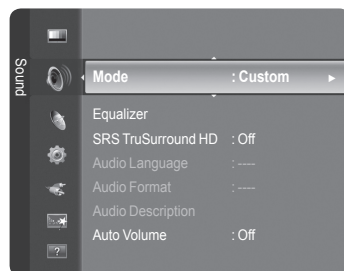 Sound
Mode : Custom ►
Equalizer
SRS TruSurround HD : Off
Audio Language : ----
Audio Format : ----
Audio Description
Auto Volume : Off
?